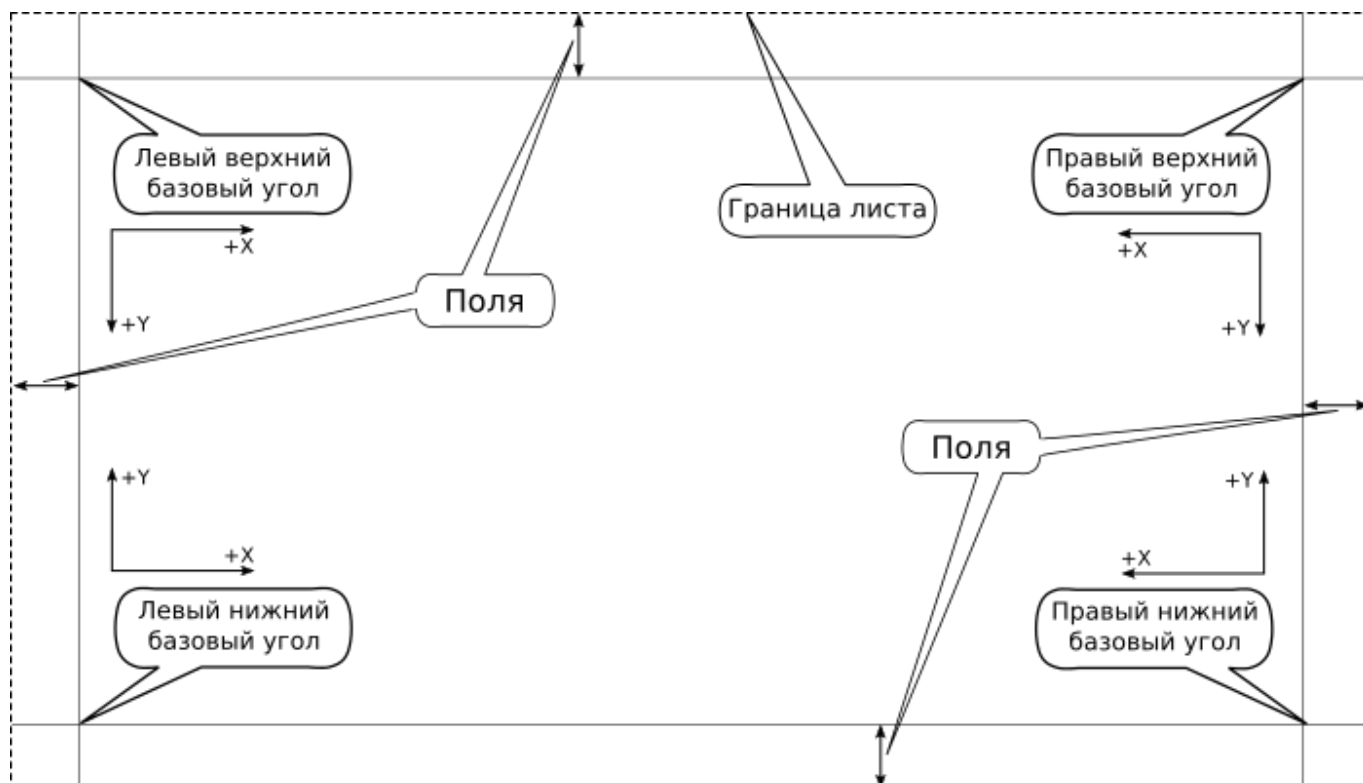 Левый верхний
базовый угол
Граница листа
Правый верхний
базовый угол
+X
+X
Поля
+Y
+Y
Поля
+Y
+Y
+X
+X
Левый нижний
базовый угол
Правый нижний
базовый угол